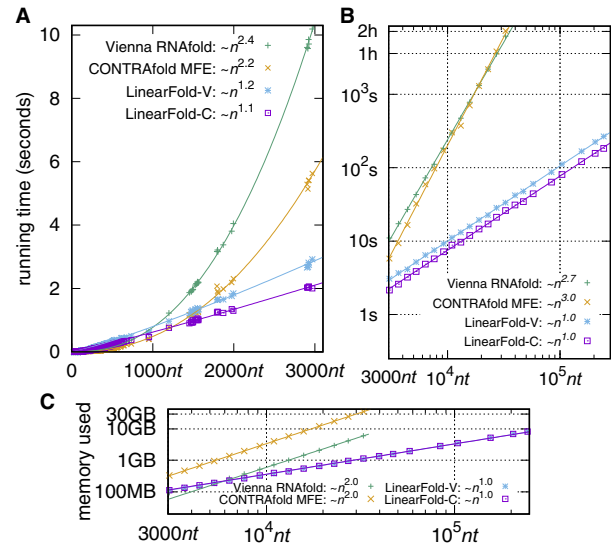 A
Vienna RNAfold: ~n^2.4
CONTRAfold MFE: ~n^2.2
LinearFold-V: ~n^1.2
LinearFold-C: ~n^1.1
running time (seconds)
10
8
6
4
2
0
0 1000nt 2000nt 3000nt
B
2h
1h
10^3s
10^2s
10s
1s
Vienna RNAfold: ~n^2.7
CONTRAfold MFE: ~n^3.0
LinearFold-V: ~n^1.0
LinearFold-C: ~n^1.0
3000nt 10^4nt 10^5nt
C
memory used
30GB
10GB
1GB
100MB
Vienna RNAfold: ~n^2.0 LinearFold-V: ~n^1.0
CONTRAfold MFE: ~n^2.0 LinearFold-C: ~n^1.0
3000nt 10^4nt 10^5nt